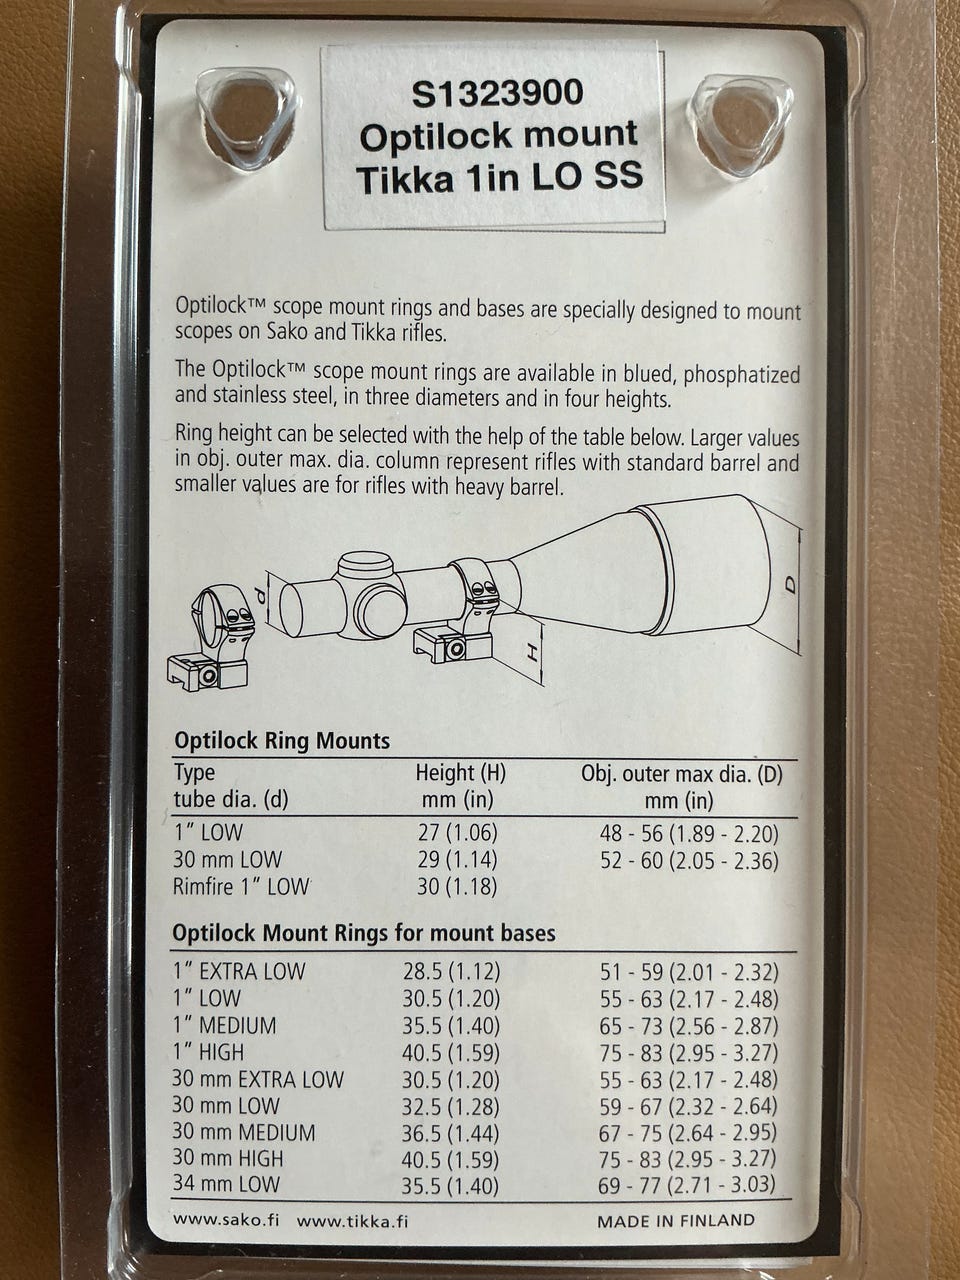 S1323900
Optilock mount
Tikka 1in LO SS
Optilock™ scope mount rings and bases are specially designed to mount
scopes on Sako and Tikka rifles.
The Optilock™ scope mount rings are available in blued, phosphatized
and stainless steel, in three diameters and in four heights.
Ring height can be selected with the help of the table below. Larger values
in obj. outer max. dia. column represent rifles with standard barrel and
smaller values are for rifles with heavy barrel.
d
D
H
Optilock Ring Mounts
Type Height (H) Obj. outer max dia. (D)
tube dia. (d) mm (in) mm (in)
1” LOW 27 (1.06) 48 - 56 (1.89 - 2.20)
30 mm LOW 29 (1.14) 52 - 60 (2.05 - 2.36)
Rimfire 1” LOW 30 (1.18)
Optilock Mount Rings for mount bases
1” EXTRA LOW 28.5 (1.12) 51 - 59 (2.01 - 2.32)
1” LOW 30.5 (1.20) 55 - 63 (2.17 - 2.48)
1” MEDIUM 35.5 (1.40) 65 - 73 (2.56 - 2.87)
1” HIGH 40.5 (1.59) 75 - 83 (2.95 - 3.27)
30 mm EXTRA LOW 30.5 (1.20) 55 - 63 (2.17 - 2.48)
30 mm LOW 32.5 (1.28) 59 - 67 (2.32 - 2.64)
30 mm MEDIUM 36.5 (1.44) 67 - 75 (2.64 - 2.95)
30 mm HIGH 40.5 (1.59) 75 - 83 (2.95 - 3.27)
34 mm LOW 35.5 (1.40) 69 - 77 (2.71 - 3.03)
www.sako.fi www.tikka.fi MADE IN FINLAND